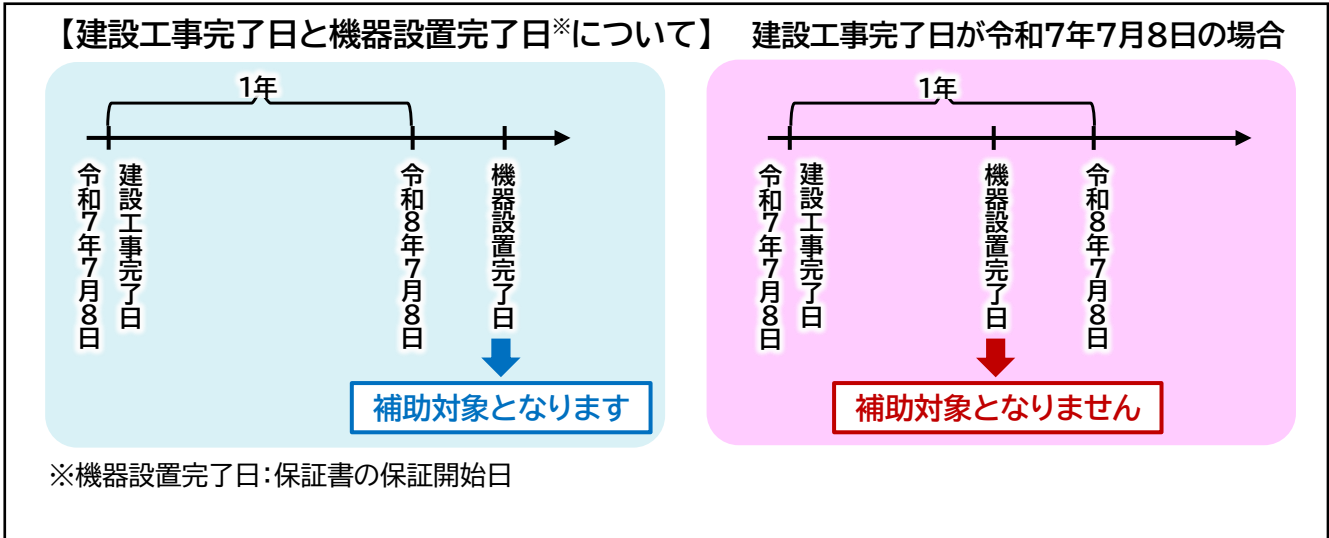 【建設工事完了日と機器設置完了日※について】 建設工事完了日が令和7年7月8日の場合
1年
令和7年7月8日
建設工事完了日
令和8年7月8日
機器設置完了日
補助対象となります
1年
令和7年7月8日
建設工事完了日
機器設置完了日
令和8年7月8日
補助対象となりません
※機器設置完了日:保証書の保証開始日